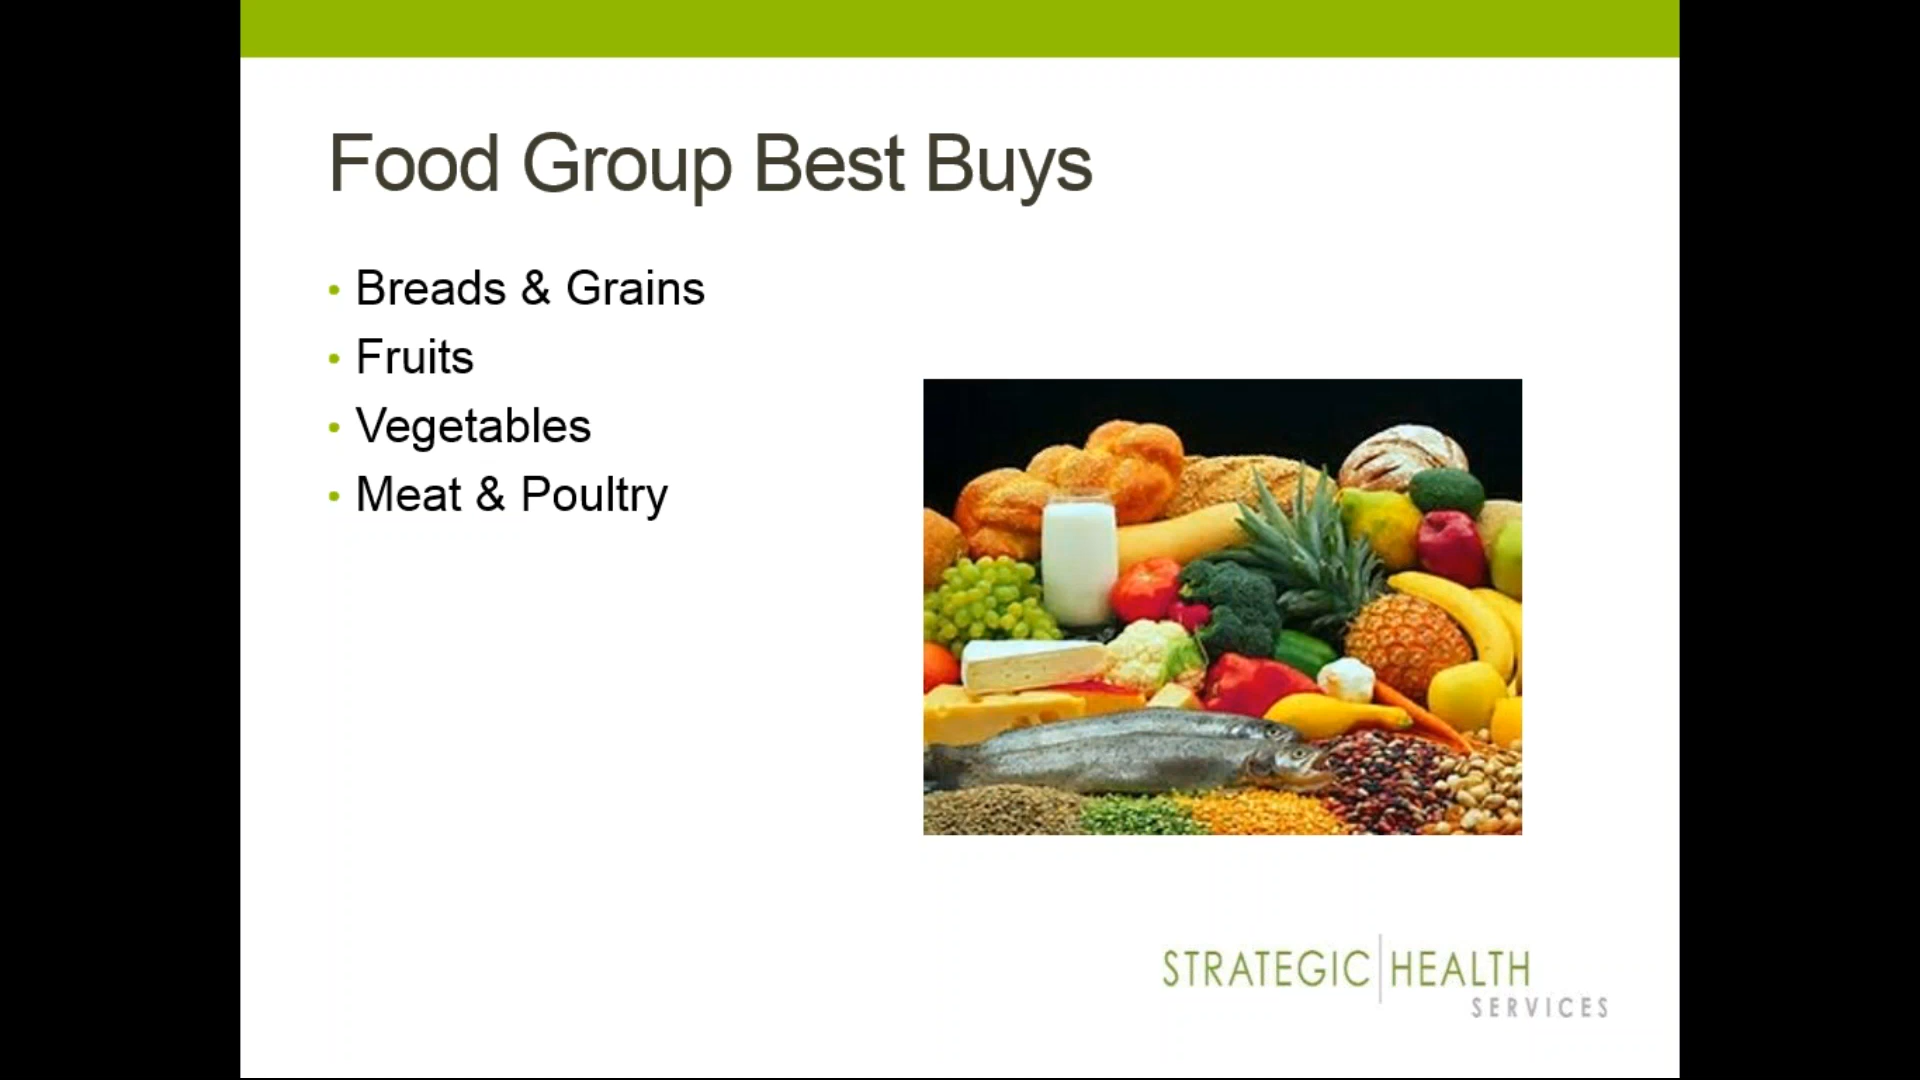 Food Group Best Buys
• Breads & Grains
• Fruits
• Vegetables
• Meat & Poultry
STRATEGIC HEALTH
SERVICES